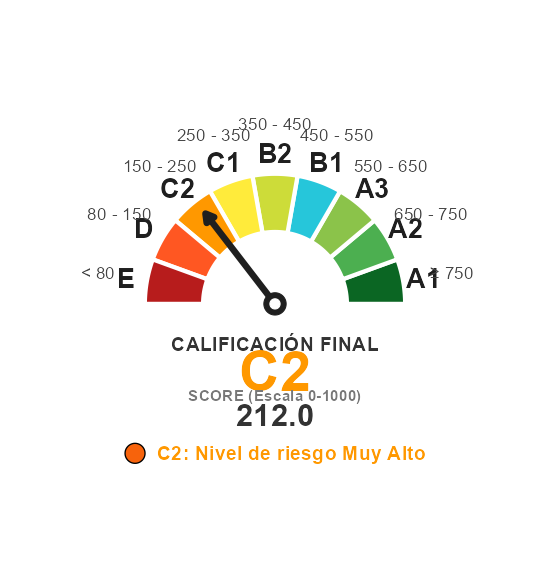 350 - 450
250 - 350
450 - 550
B2
C1
B1
150 - 250
550 - 650
C2
A3
80 - 150
650 - 750
D
A2
< 80
E
A1
≥ 750
CALIFICACIÓN FINAL
C2
SCORE (Escala 0-1000)
212.0
C2: Nivel de riesgo Muy Alto